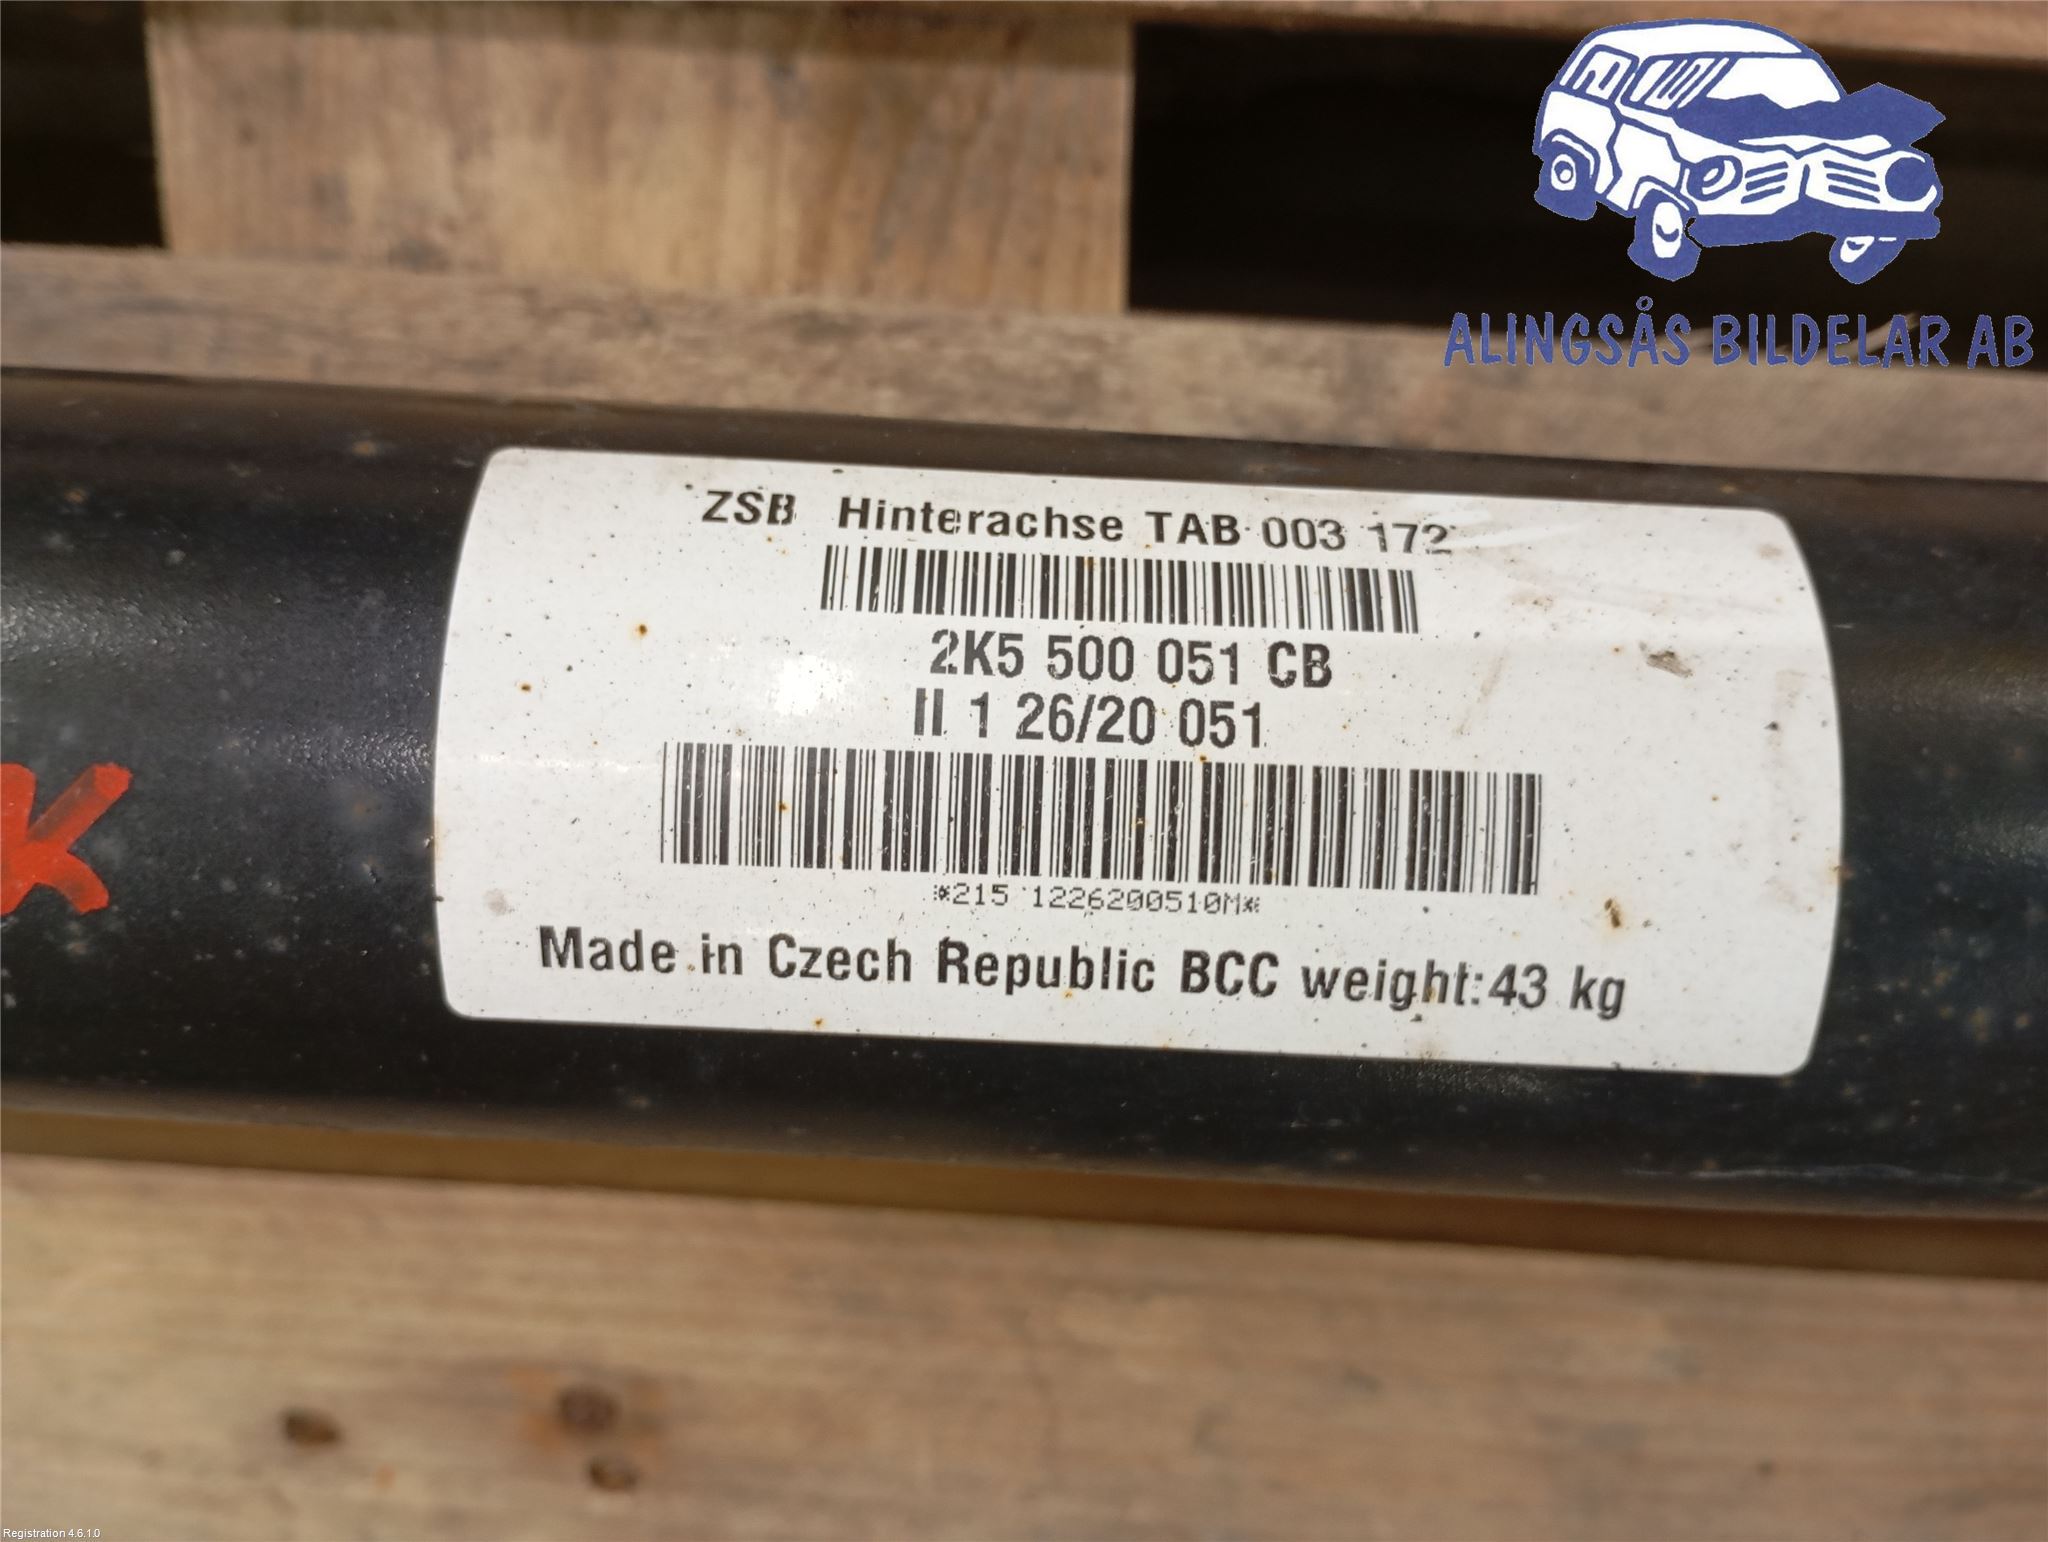 ALINGSÅS BILDELAR AB
ZSB Hinterachse TAB 003 172
2K5 500 051 CB
II 1 26/20 051
*215 1226200510M*
Made in Czech Republic BCC weight:43 kg
K
Registration 4.6.1.0